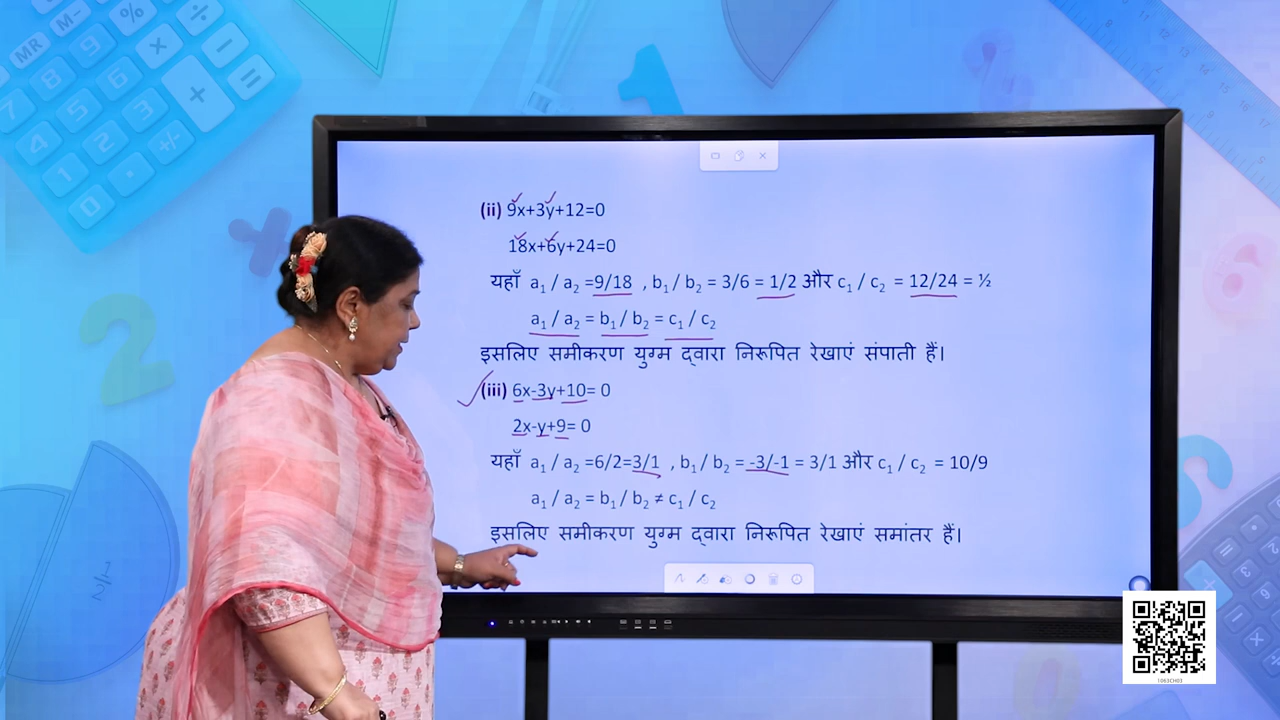 (ii) 9x+3y+12=0
18x+6y+24=0
यहाँ a₁ / a₂ =9/18 , b₁ / b₂ = 3/6 = 1/2 और c₁ / c₂ = 12/24 = ½
a₁ / a₂ = b₁ / b₂ = c₁ / c₂
इसलिए समीकरण युग्म द्वारा निरूपित रेखाएं संपाती हैं।
(iii) 6x-3y+10= 0
2x-y+9= 0
यहाँ a₁ / a₂ =6/2=3/1 , b₁ / b₂ = -3/-1 = 3/1 और c₁ / c₂ = 10/9
a₁ / a₂ = b₁ / b₂ ≠ c₁ / c₂
इसलिए समीकरण युग्म द्वारा निरूपित रेखाएं समांतर हैं।
1063CH03